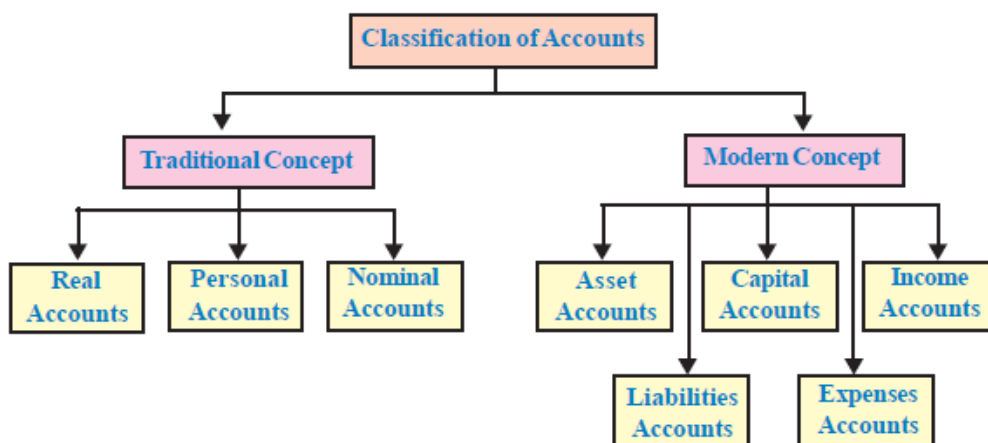 Classification of Accounts
Traditional Concept
Modern Concept
Real
Accounts
Personal
Accounts
Nominal
Accounts
Asset
Accounts
Capital
Accounts
Income
Accounts
Liabilities
Accounts
Expenses
Accounts